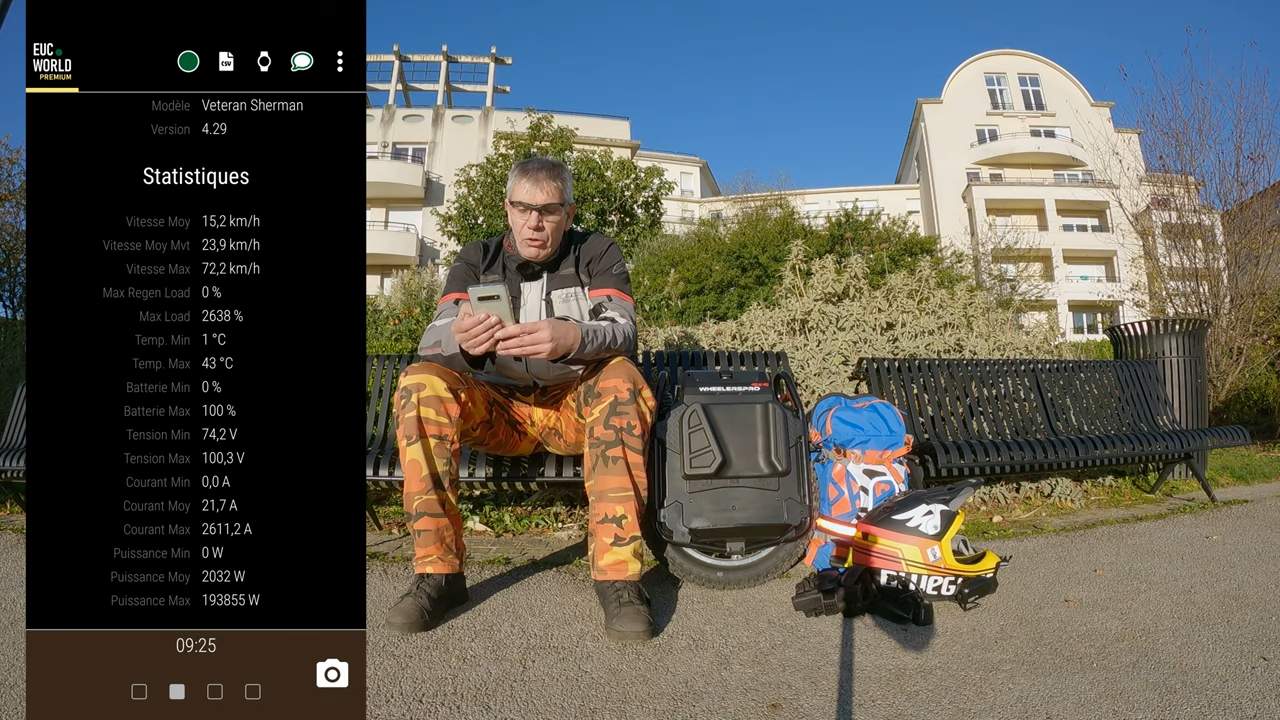 EUC
WORLD
PREMIUM
CSV
Modèle Veteran Sherman
Version 4.29
Statistiques
Vitesse Moy 15,2 km/h
Vitesse Moy Mvt 23,9 km/h
Vitesse Max 72,2 km/h
Max Regen Load 0 %
Max Load 2638 %
Temp. Min 1 °C
Temp. Max 43 °C
Batterie Min 0 %
Batterie Max 100 %
Tension Min 74,2 V
Tension Max 100,3 V
Courant Min 0,0 A
Courant Moy 21,7 A
Courant Max 2611,2 A
Puissance Min 0 W
Puissance Moy 2032 W
Puissance Max 193855 W
09:25
WHEELERSPRO